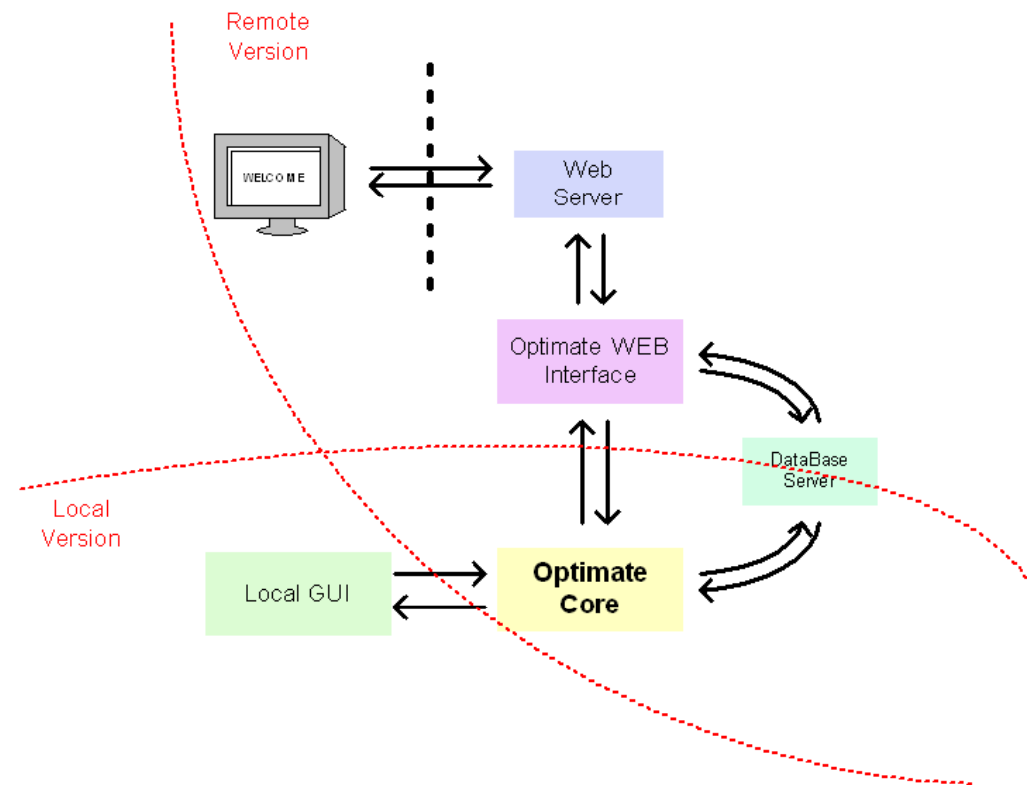 Remote
Version
WELCOME
Web
Server
Optimate WEB
Interface
DataBase
Server
Local
Version
Local GUI
Optimate
Core